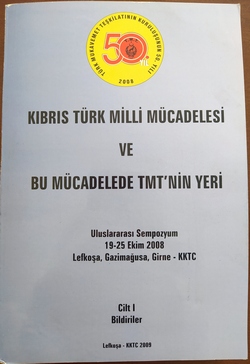 TÜRK MUKAVEMET TEŞKİLATININ KURULUŞUNUN 50. YILI
50
YIL
2008
KIBRIS TÜRK MİLLİ MÜCADELESİ
VE
BU MÜCADELEDE TMT'NİN YERİ
Uluslararası Sempozyum
19-25 Ekim 2008
Lefkoşa, Gazimağusa, Girne - KKTC
Cilt I
Bildiriler
Lefkoşa - KKTC 2009